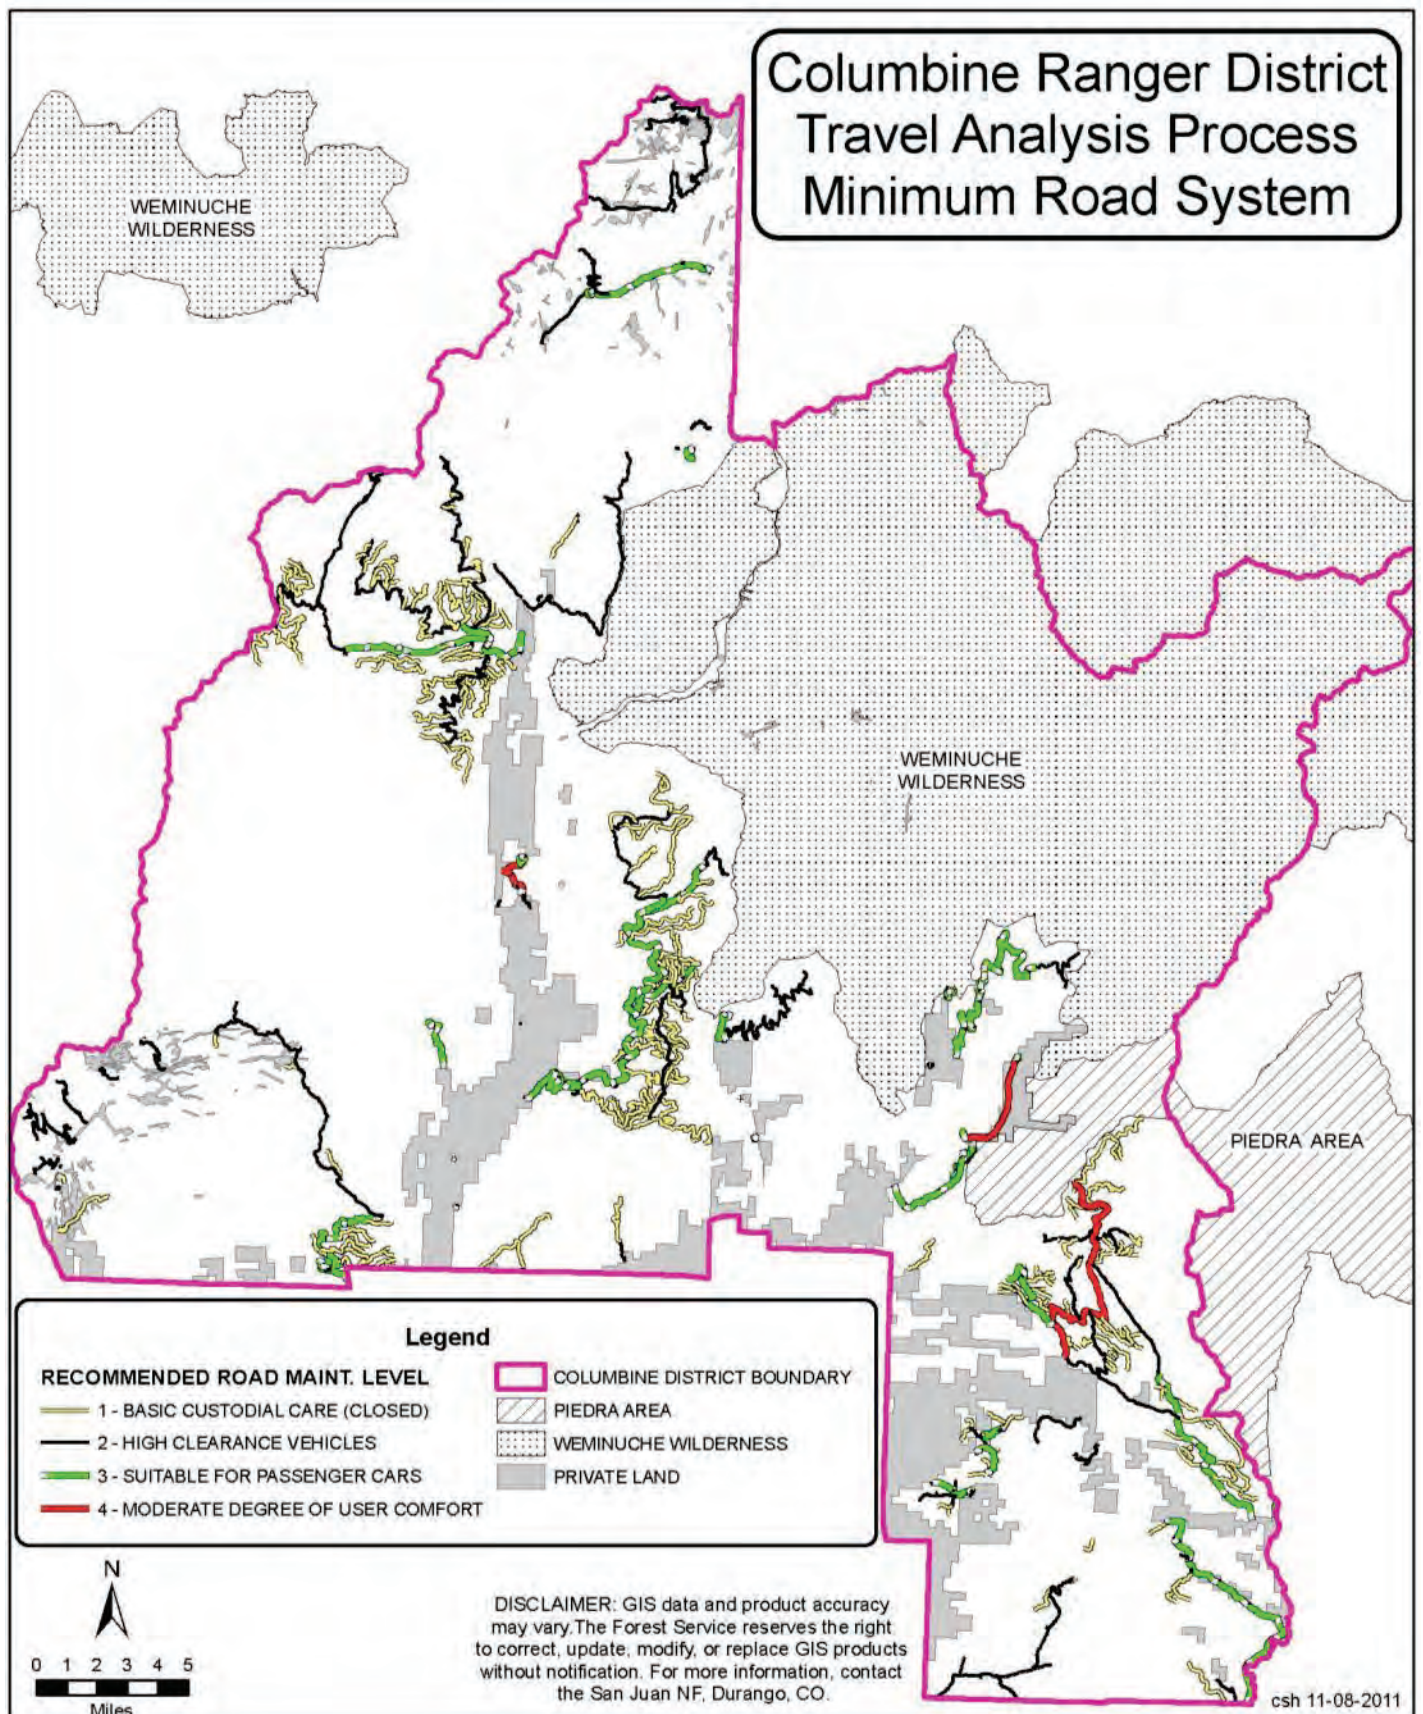 Columbine Ranger District
Travel Analysis Process
Minimum Road System
WEMINUCHE
WILDERNESS
WEMINUCHE
WILDERNESS
PIEDRA AREA
Legend
RECOMMENDED ROAD MAINT. LEVEL
1 - BASIC CUSTODIAL CARE (CLOSED)
2 - HIGH CLEARANCE VEHICLES
3 - SUITABLE FOR PASSENGER CARS
4 - MODERATE DEGREE OF USER COMFORT
COLUMBINE DISTRICT BOUNDARY
PIEDRA AREA
WEMINUCHE WILDERNESS
PRIVATE LAND
N
0 1 2 3 4 5
Miles
DISCLAIMER: GIS data and product accuracy
may vary.The Forest Service reserves the right
to correct, update, modify, or replace GIS products
without notification. For more information, contact
the San Juan NF, Durango, CO.
csh 11-08-2011